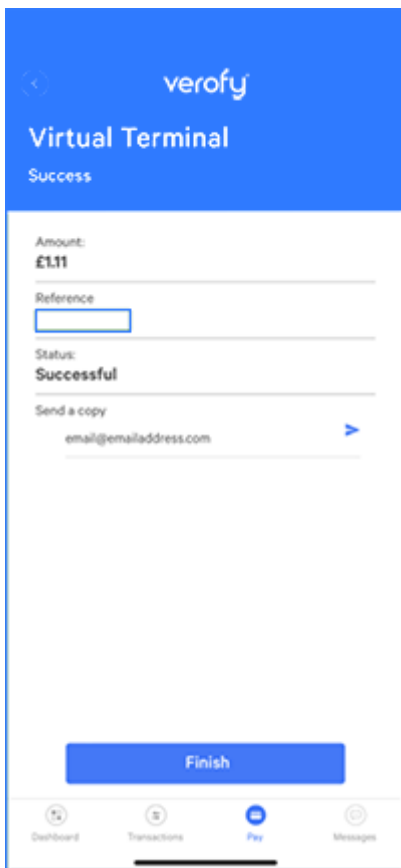 verofy
Virtual Terminal
Success
Amount:
£1.11
Reference
Status:
Successful
Send a copy
email@emailaddress.com
Finish
Dashboard
Transactions
Pay
Messages